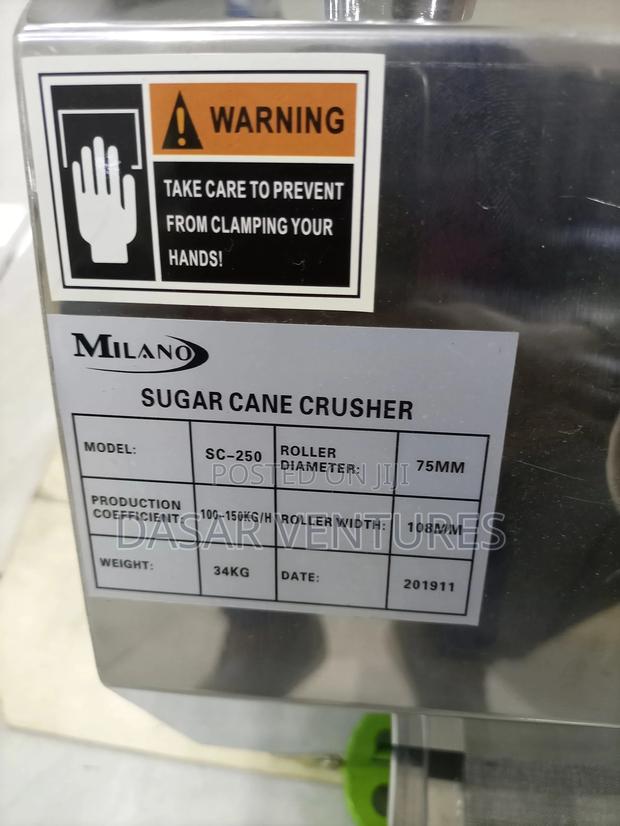 WARNING
TAKE CARE TO PREVENT
FROM CLAMPING YOUR
HANDS!
MILANO
SUGAR CANE CRUSHER
MODEL: SC-250 ROLLER DIAMETER: 75MM
PRODUCTION COEFFICIENT: 100-150KG/H ROLLER WIDTH: 108MM
WEIGHT: 34KG DATE: 201911
POSTED ON JIJI
DASAR VENTURES